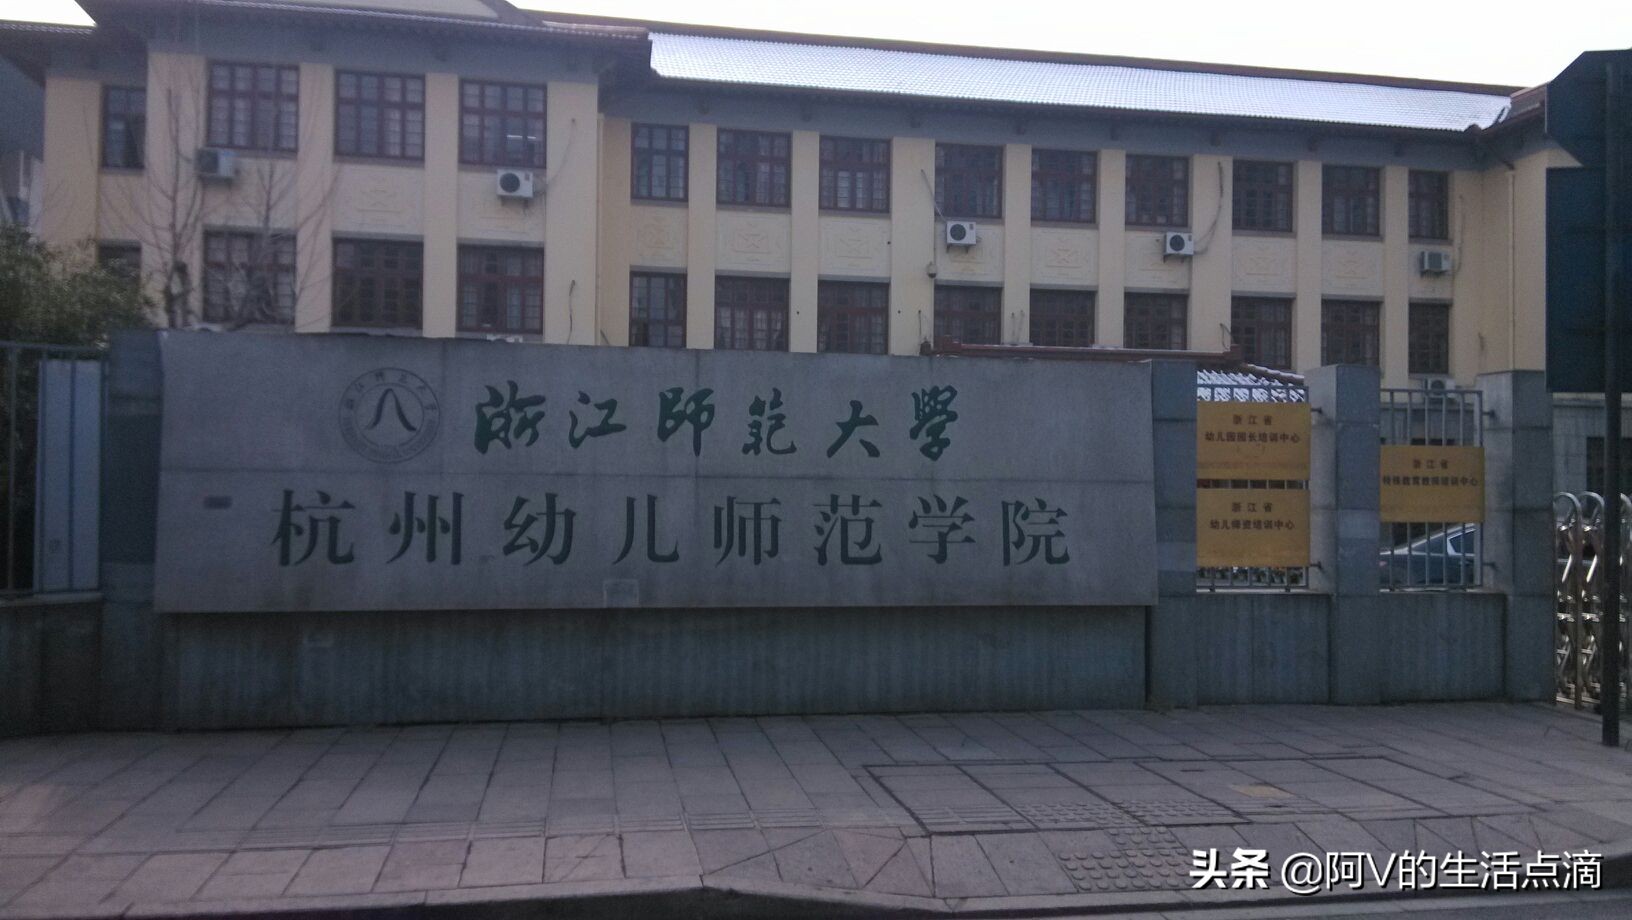 浙江師範大學
杭州幼儿师范学院
浙江省
幼儿园园长培训中心
浙江省
幼儿师资培训中心
浙江省
特殊教育教师培训中心
头条 @阿V的生活点滴